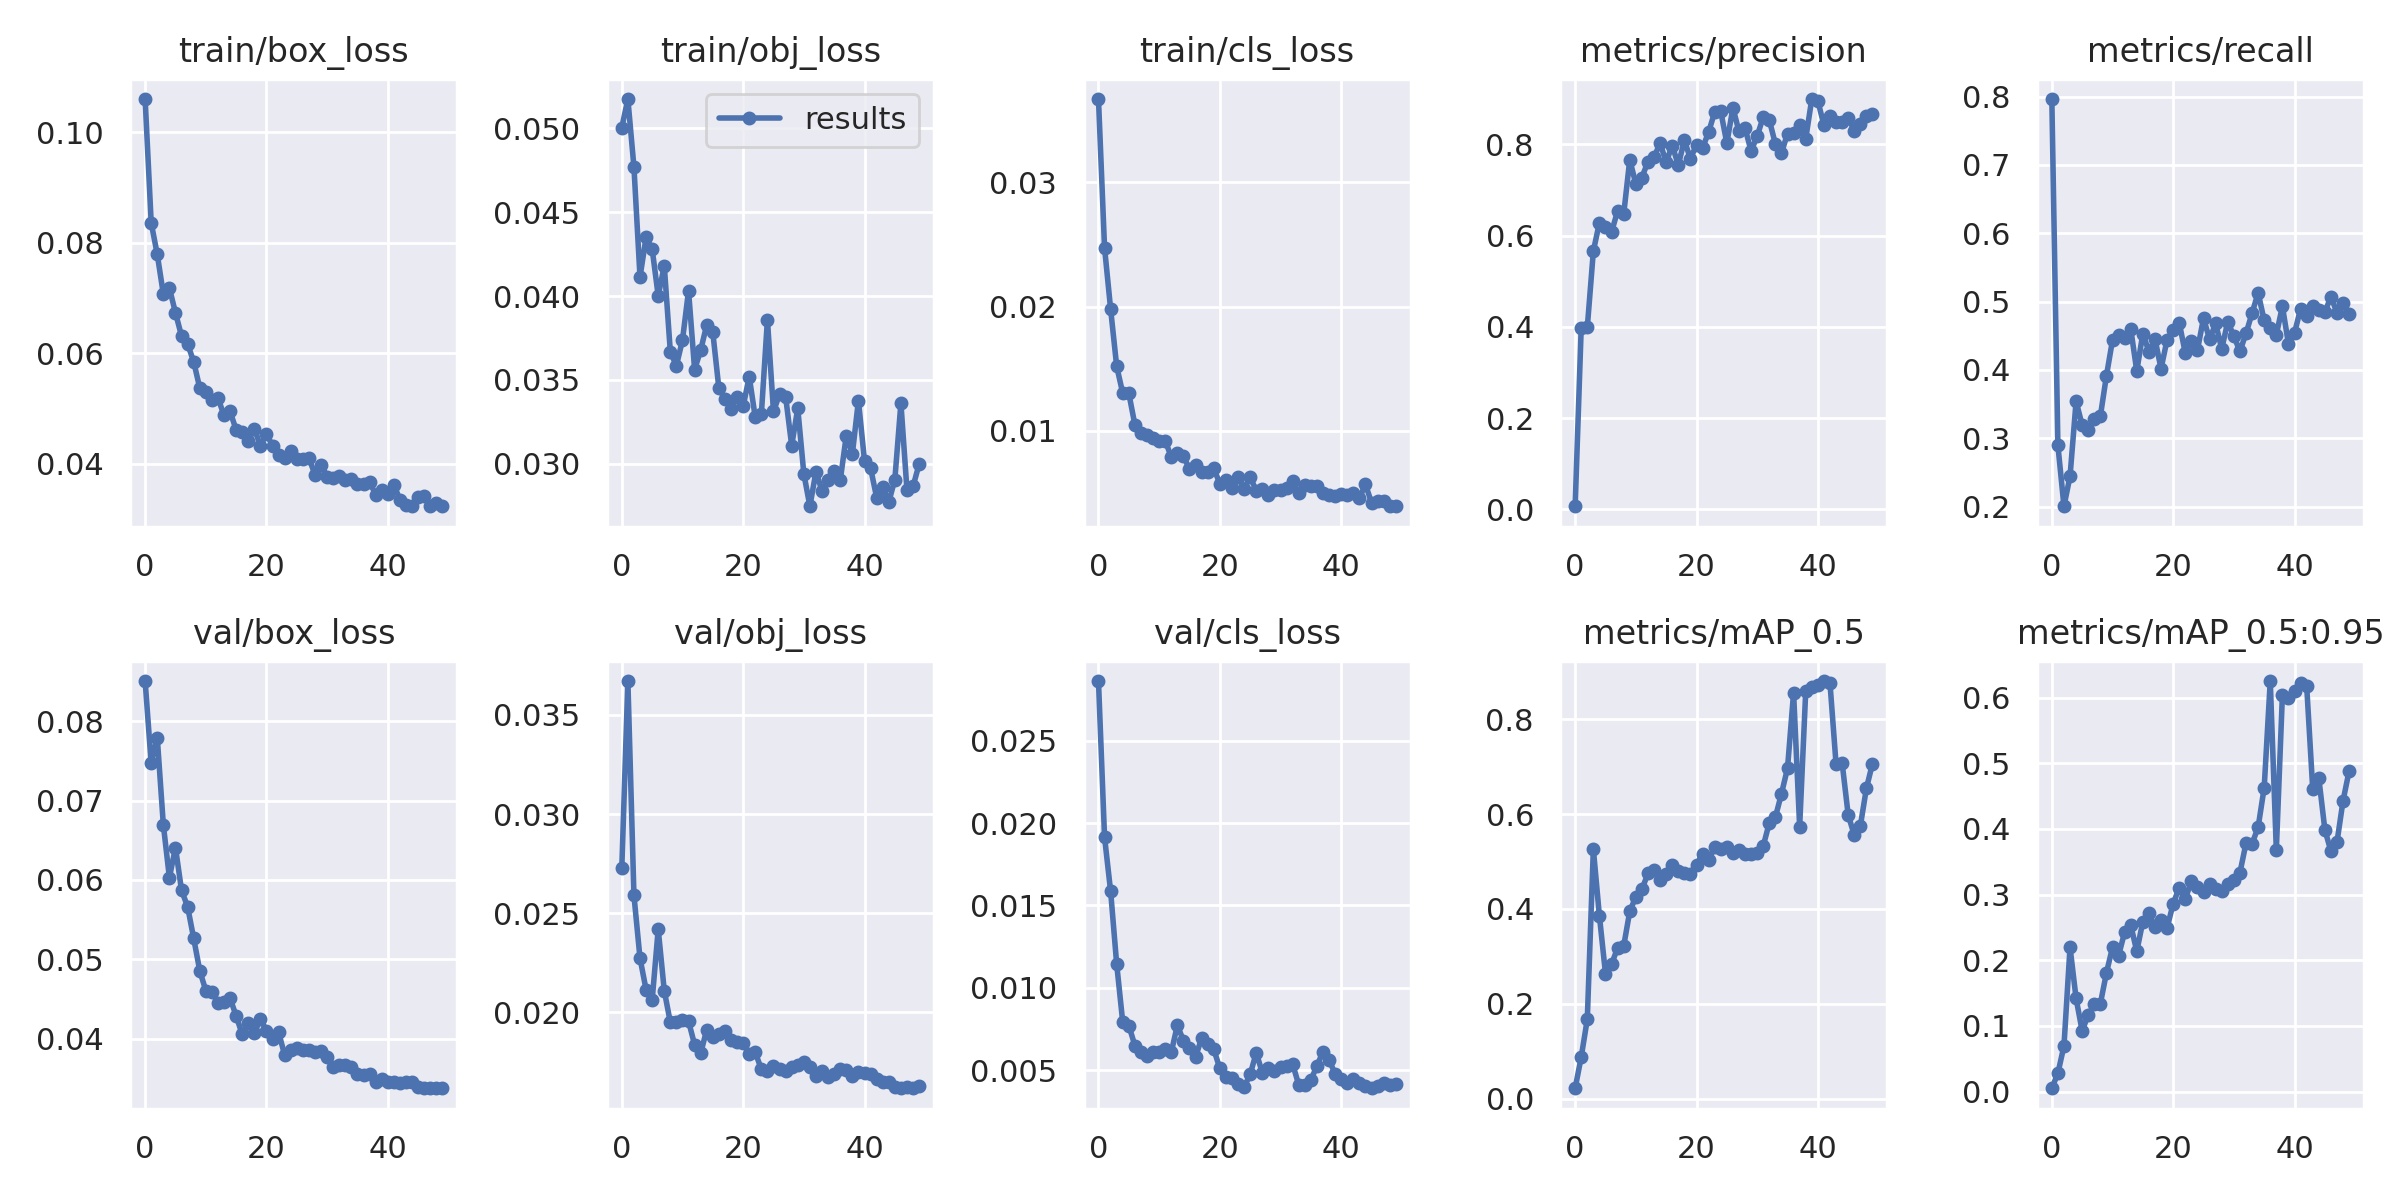 train/box_loss
train/obj_loss
train/cls_loss
metrics/precision
metrics/recall
0.10
0.08
0.06
0.04
0 20 40
results
0.050
0.045
0.040
0.035
0.030
0 20 40
0.03
0.02
0.01
0 20 40
0.8
0.6
0.4
0.2
0.0
0 20 40
0.8
0.7
0.6
0.5
0.4
0.3
0.2
0 20 40
val/box_loss
val/obj_loss
val/cls_loss
metrics/mAP_0.5
metrics/mAP_0.5:0.95
0.08
0.07
0.06
0.05
0.04
0 20 40
0.035
0.030
0.025
0.020
0 20 40
0.025
0.020
0.015
0.010
0.005
0 20 40
0.8
0.6
0.4
0.2
0.0
0 20 40
0.6
0.5
0.4
0.3
0.2
0.1
0.0
0 20 40